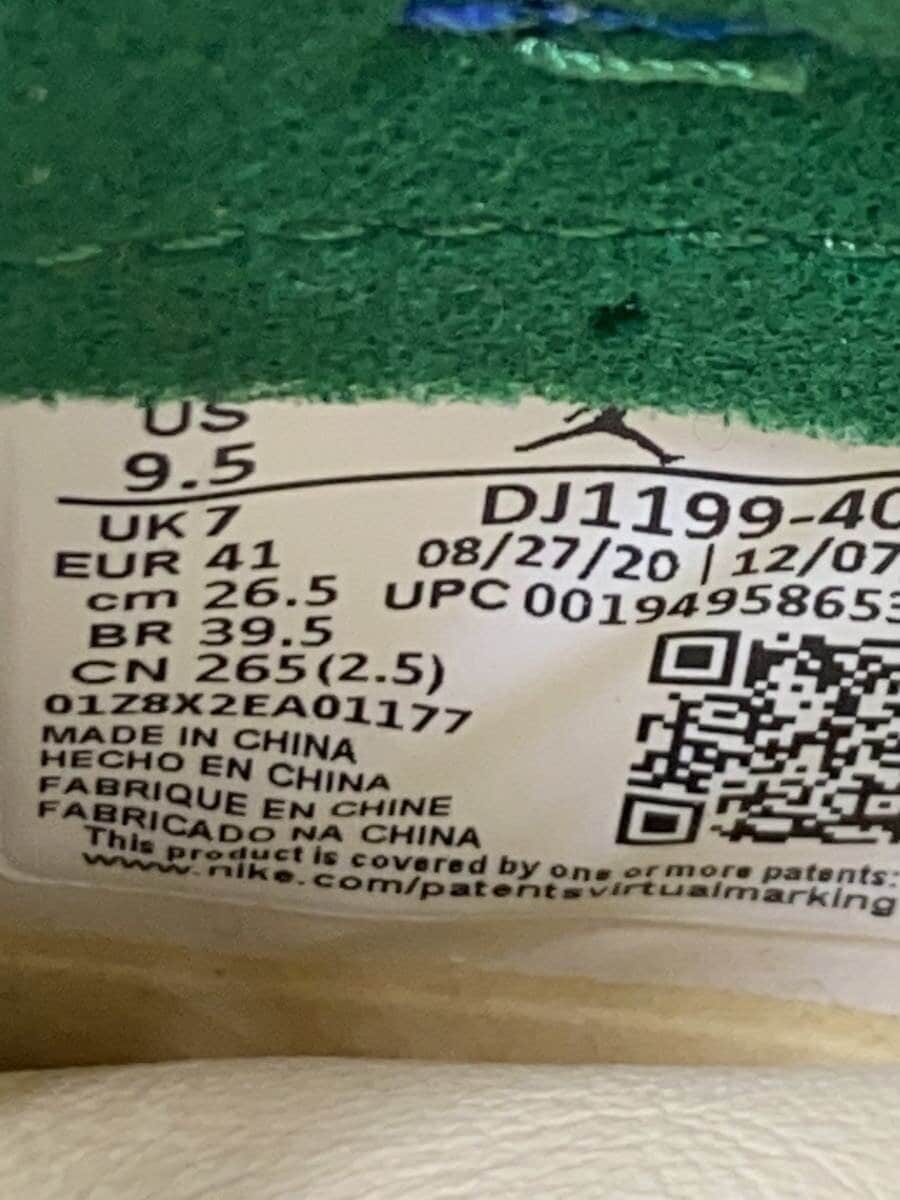 US
9.5
UK 7
EUR 41
cm 26.5
BR 39.5
CN 265(2.5)
DJ1199-40
08/27/20 | 12/07
UPC 00194958653
01Z8X2EA01177
MADE IN CHINA
HECHO EN CHINA
FABRIQUE EN CHINE
FABRICADO NA CHINA
This product is covered by one or more patents:
www.nike.com/patentsvirtualmarking